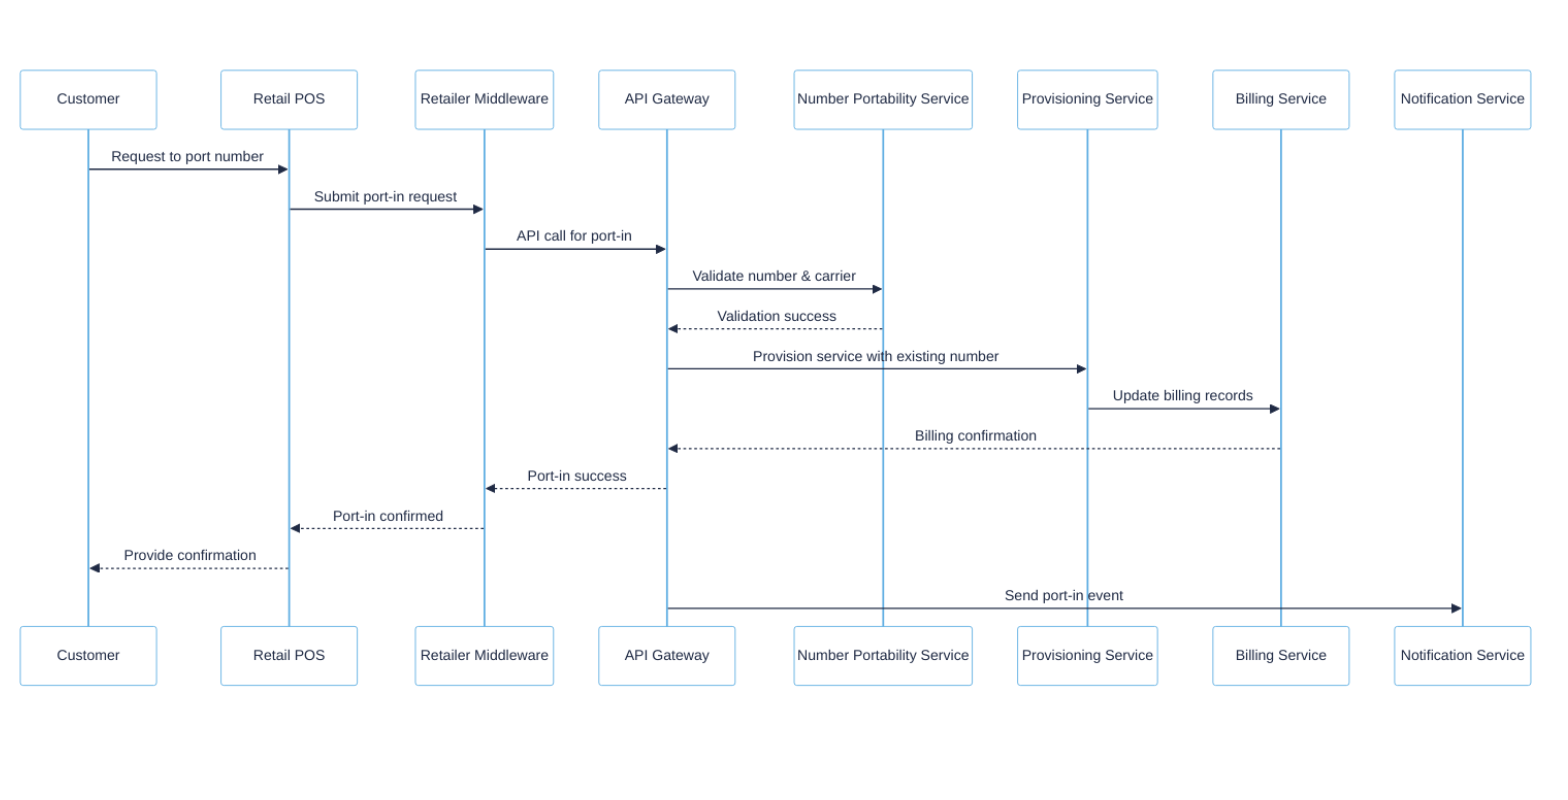 Customer
Retail POS
Retailer Middleware
API Gateway
Number Portability Service
Provisioning Service
Billing Service
Notification Service
Request to port number
Submit port-in request
API call for port-in
Validate number & carrier
Validation success
Provision service with existing number
Update billing records
Billing confirmation
Port-in success
Port-in confirmed
Provide confirmation
Send port-in event
Customer
Retail POS
Retailer Middleware
API Gateway
Number Portability Service
Provisioning Service
Billing Service
Notification Service